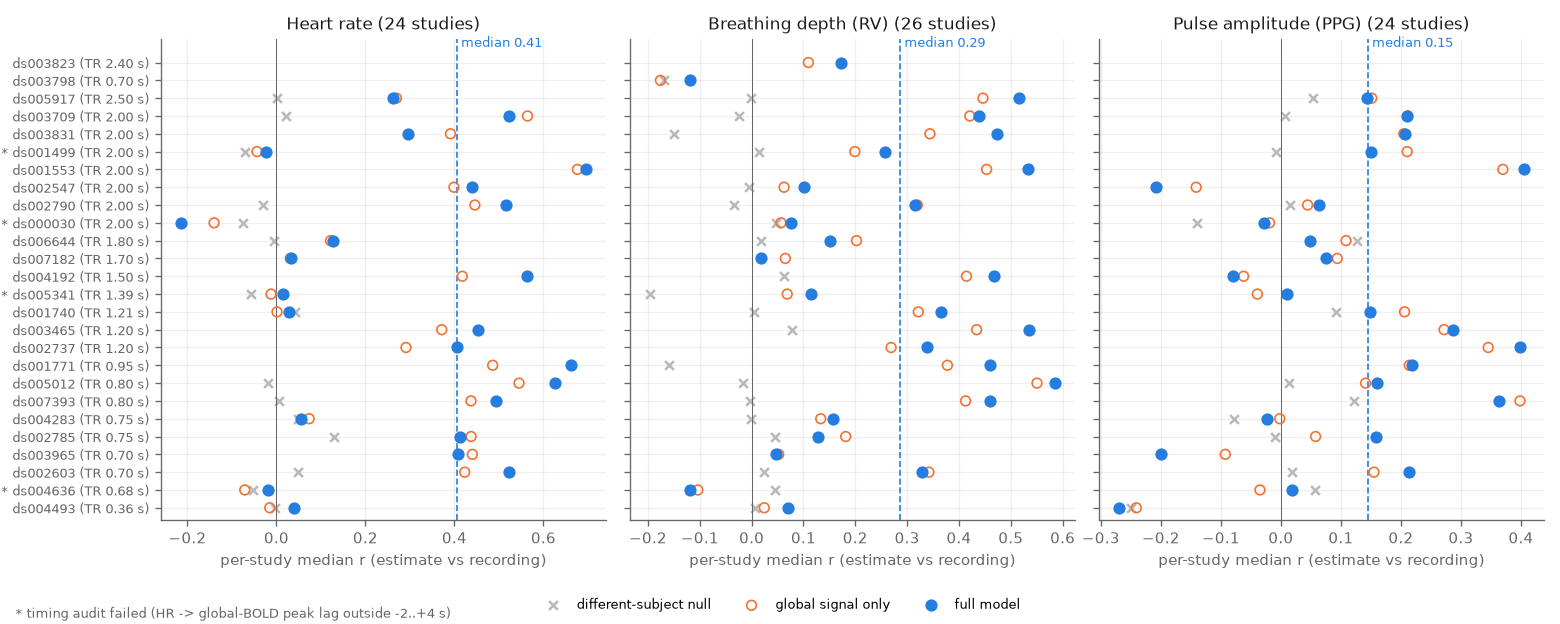 Heart rate (24 studies)
Breathing depth (RV) (26 studies)
Pulse amplitude (PPG) (24 studies)
median 0.41
median 0.29
median 0.15
ds003823 (TR 2.40 s)
ds003798 (TR 0.70 s)
ds005917 (TR 2.50 s)
ds003709 (TR 2.00 s)
ds003831 (TR 2.00 s)
* ds001499 (TR 2.00 s)
ds001553 (TR 2.00 s)
ds002547 (TR 2.00 s)
ds002790 (TR 2.00 s)
* ds000030 (TR 2.00 s)
ds006644 (TR 1.80 s)
ds007182 (TR 1.70 s)
ds004192 (TR 1.50 s)
* ds005341 (TR 1.39 s)
ds001740 (TR 1.21 s)
ds003465 (TR 1.20 s)
ds002737 (TR 1.20 s)
ds001771 (TR 0.95 s)
ds005012 (TR 0.80 s)
ds007393 (TR 0.80 s)
ds004283 (TR 0.75 s)
ds002785 (TR 0.75 s)
ds003965 (TR 0.70 s)
ds002603 (TR 0.70 s)
* ds004636 (TR 0.68 s)
ds004493 (TR 0.36 s)
−0.2 0.0 0.2 0.4 0.6
−0.2 −0.1 0.0 0.1 0.2 0.3 0.4 0.5 0.6
−0.3 −0.2 −0.1 0.0 0.1 0.2 0.3 0.4
per-study median r (estimate vs recording)
per-study median r (estimate vs recording)
per-study median r (estimate vs recording)
* timing audit failed (HR -> global-BOLD peak lag outside -2..+4 s)
different-subject null
global signal only
full model